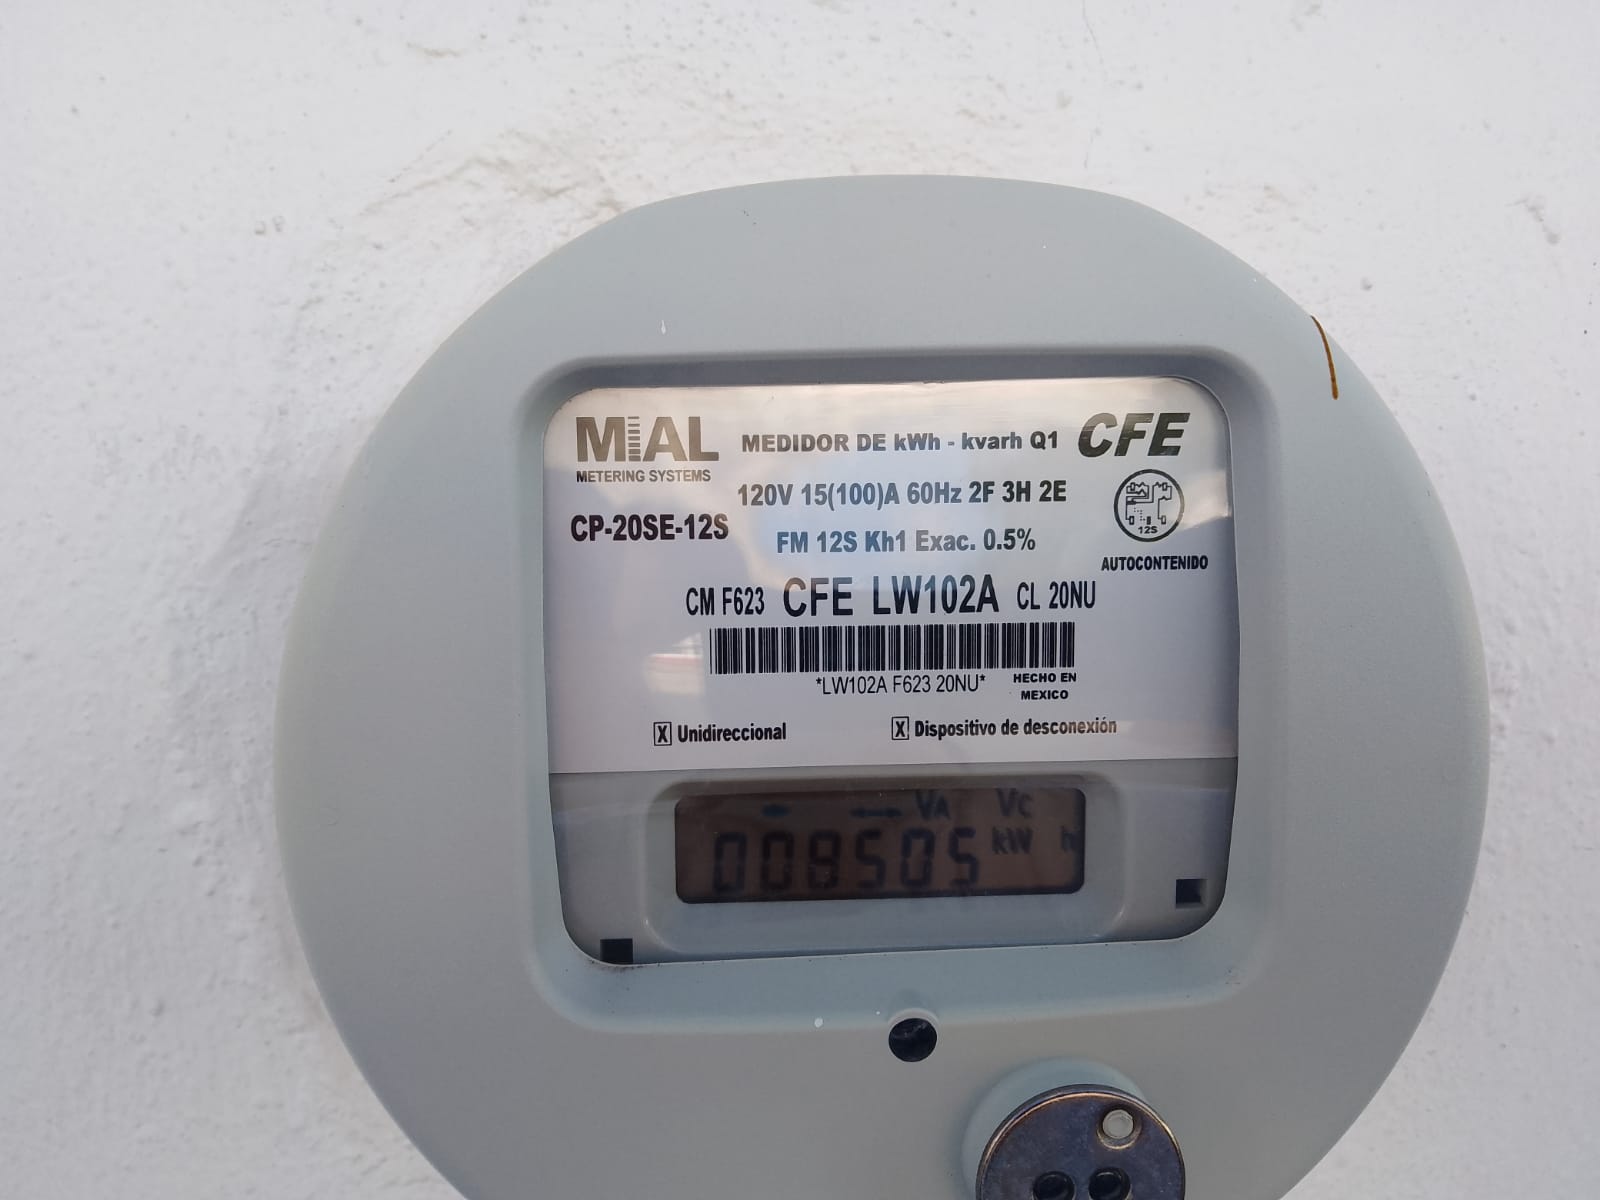 MIAL
METERING SYSTEMS
MEDIDOR DE kWh - kvarh Q1
CFE
120V 15(100)A 60Hz 2F 3H 2E
CP-20SE-12S
FM 12S Kh1 Exac. 0.5%
12S
AUTOCONTENIDO
CM F623 CFE LW102A CL 20NU
*LW102A F623 20NU*
HECHO EN
MEXICO
X Unidireccional
X Dispositivo de desconexión
VA VC
008505 kW h